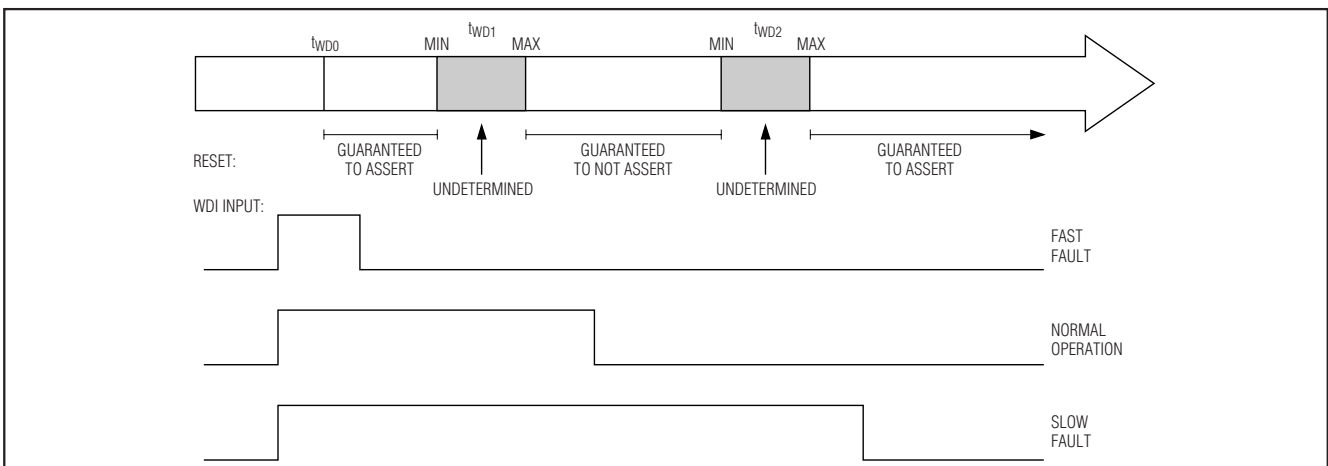 tWD0
MIN tWD1 MAX
MIN tWD2 MAX
RESET:
GUARANTEED
TO ASSERT
UNDETERMINED
GUARANTEED
TO NOT ASSERT
UNDETERMINED
GUARANTEED
TO ASSERT
WDI INPUT:
FAST
FAULT
NORMAL
OPERATION
SLOW
FAULT